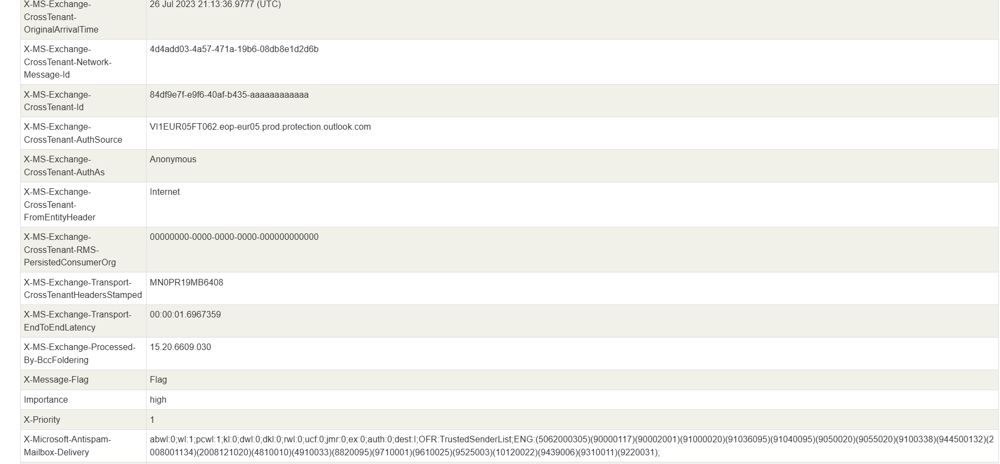 X-MS-Exchange-
CrossTenant-
OriginalArrivalTime
26 Jul 2023 21:13:36.9777 (UTC)
X-MS-Exchange-
CrossTenant-Network-
Message-Id
4d4add03-4a57-471a-19b6-08db8e1d2d6b
X-MS-Exchange-
CrossTenant-Id
84df9e7f-e9f6-40af-b435-aaaaaaaaaaaa
X-MS-Exchange-
CrossTenant-AuthSource
VI1EUR05FT062.eop-eur05.prod.protection.outlook.com
X-MS-Exchange-
CrossTenant-AuthAs
Anonymous
X-MS-Exchange-
CrossTenant-
FromEntityHeader
Internet
X-MS-Exchange-
CrossTenant-RMS-
PersistedConsumerOrg
00000000-0000-0000-0000-000000000000
X-MS-Exchange-Transport-
CrossTenantHeadersStamped
MN0PR19MB6408
X-MS-Exchange-Transport-
EndToEndLatency
00:00:01.6967359
X-MS-Exchange-Processed-
By-BccFoldering
15.20.6609.030
X-Message-Flag
Flag
Importance
high
X-Priority
1
X-Microsoft-Antispam-
Mailbox-Delivery
abwl:0;wl:1;pcwl:1;kl:0;dwl:0;dkl:0;rwl:0;ucf:0;jmr:0;ex:0;auth:0;dest:I;OFR:TrustedSenderList;ENG:(5062000305)(90000117)(90002001)(91000020)(91036095)(91040095)(9050020)(9055020)(9100338)(944500132)(2
008001134)(2008121020)(4810010)(4910033)(8820095)(9710001)(9610025)(9525003)(10120022)(9439006)(9310011)(9220031);